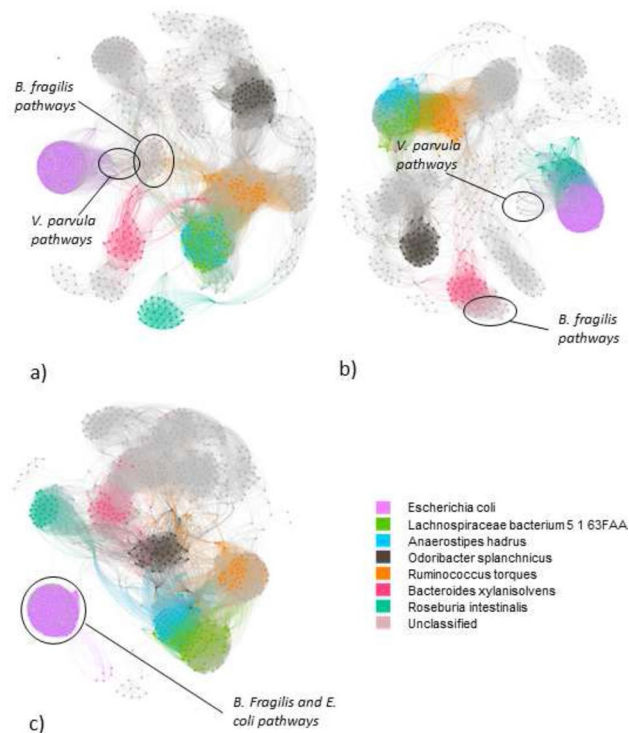 B. fragilis
pathways
V. parvula
pathways
a)
V. parvula
pathways
B. fragilis
pathways
b)
Escherichia coli
Lachnospiraceae bacterium 5 1 63FAA
Anaerostipes hadrus
Odoribacter splanchnicus
Ruminococcus torques
Bacteroides xylanisolvens
Roseburia intestinalis
Unclassified
B. Fragilis and E.
coli pathways
c)